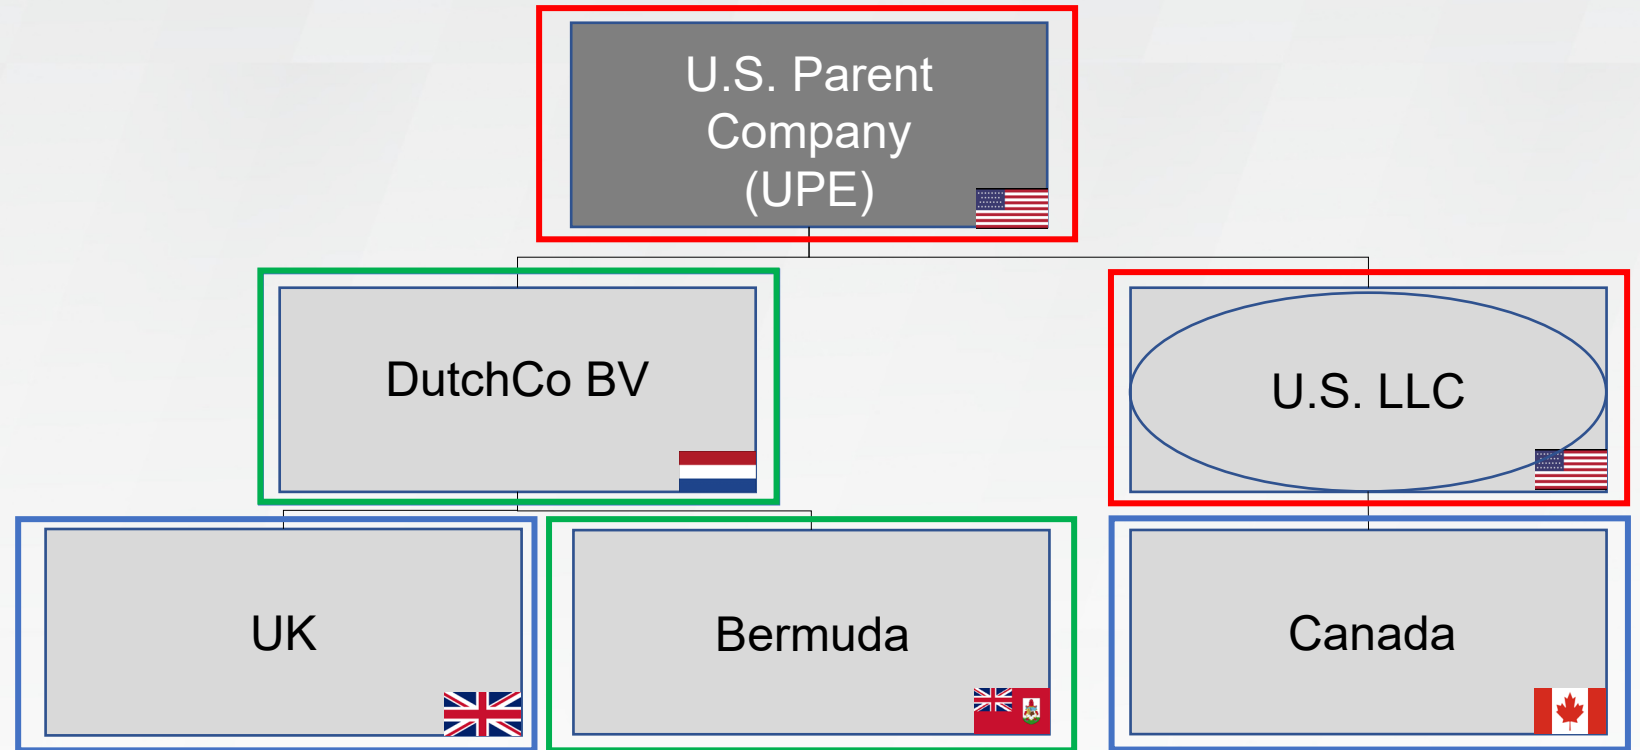 U.S. Parent
Company
(UPE)
DutchCo BV
U.S. LLC
UK
Bermuda
Canada